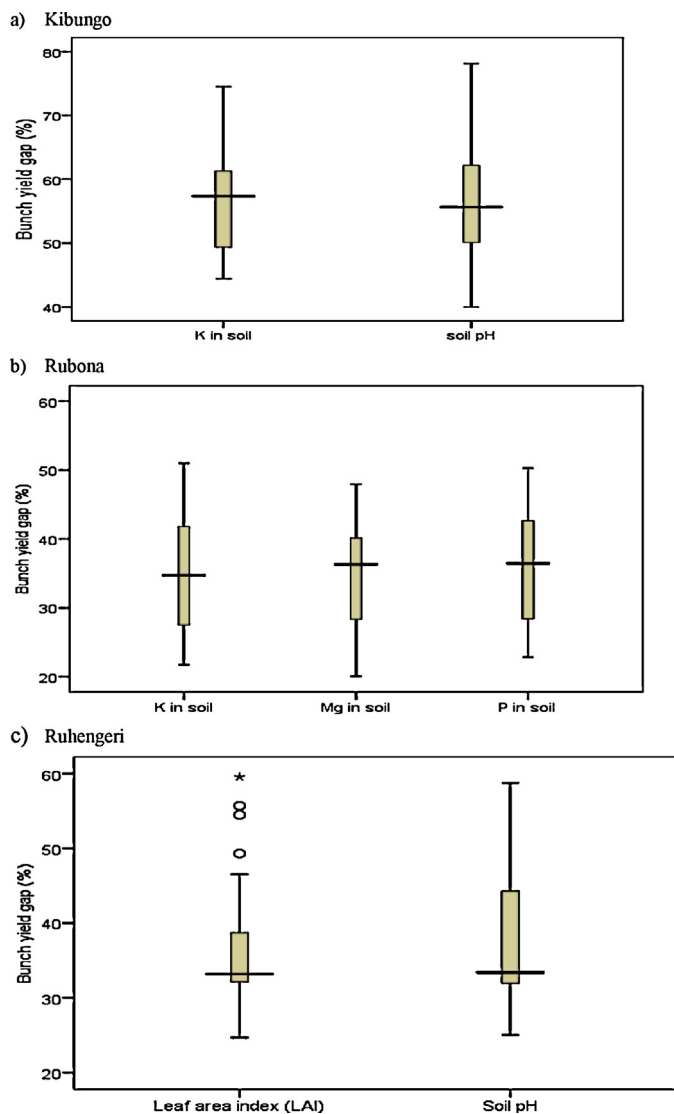 a) Kibungo
80
70
60
50
40
Bunch yield gap (%)
K in soil soil pH
b) Rubona
60
50
40
30
20
Bunch yield gap (%)
K in soil Mg in soil P in soil
c) Ruhengeri
60
50
40
30
20
Bunch yield gap (%)
Leaf area index (LAI) Soil pH